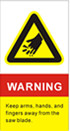 WARNING
Keep arms, hands, and
fingers away from the
saw blade.